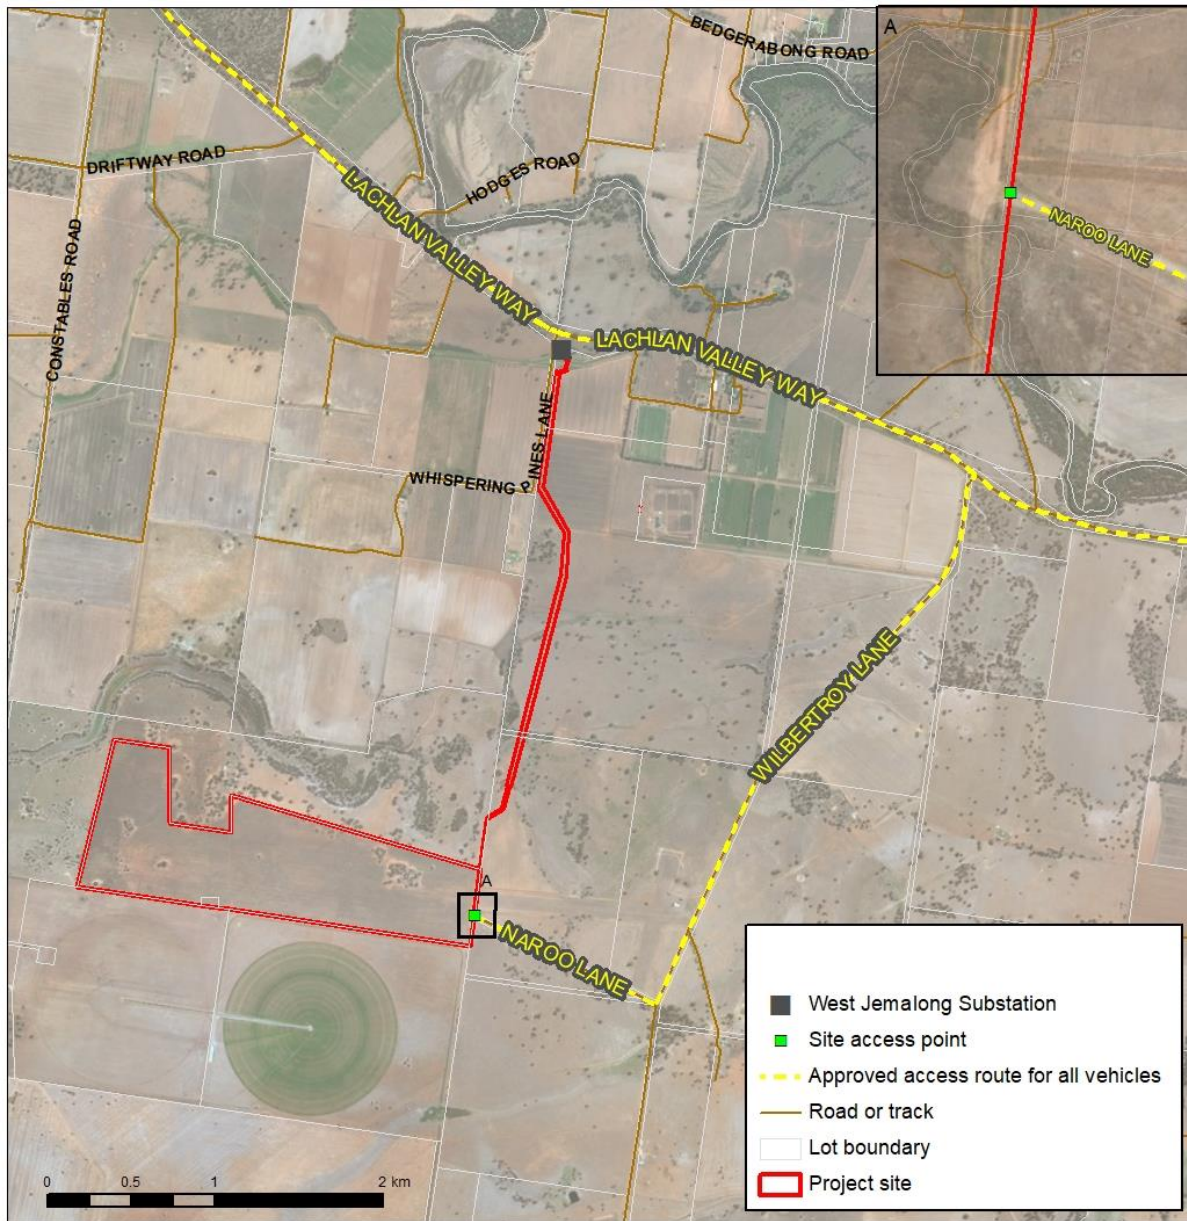 BEDGERABONG ROAD
A
DRIFTWAY ROAD
HODGES ROAD
LACHLAN VALLEY WAY
CONSTABLES ROAD
NAROO LANE
LACHLAN VALLEY WAY
WHISPERING PINES LANE
WILBERTROY LANE
A
NAROO LANE
West Jemalong Substation
Site access point
Approved access route for all vehicles
Road or track
Lot boundary
Project site
0 0.5 1 2 km